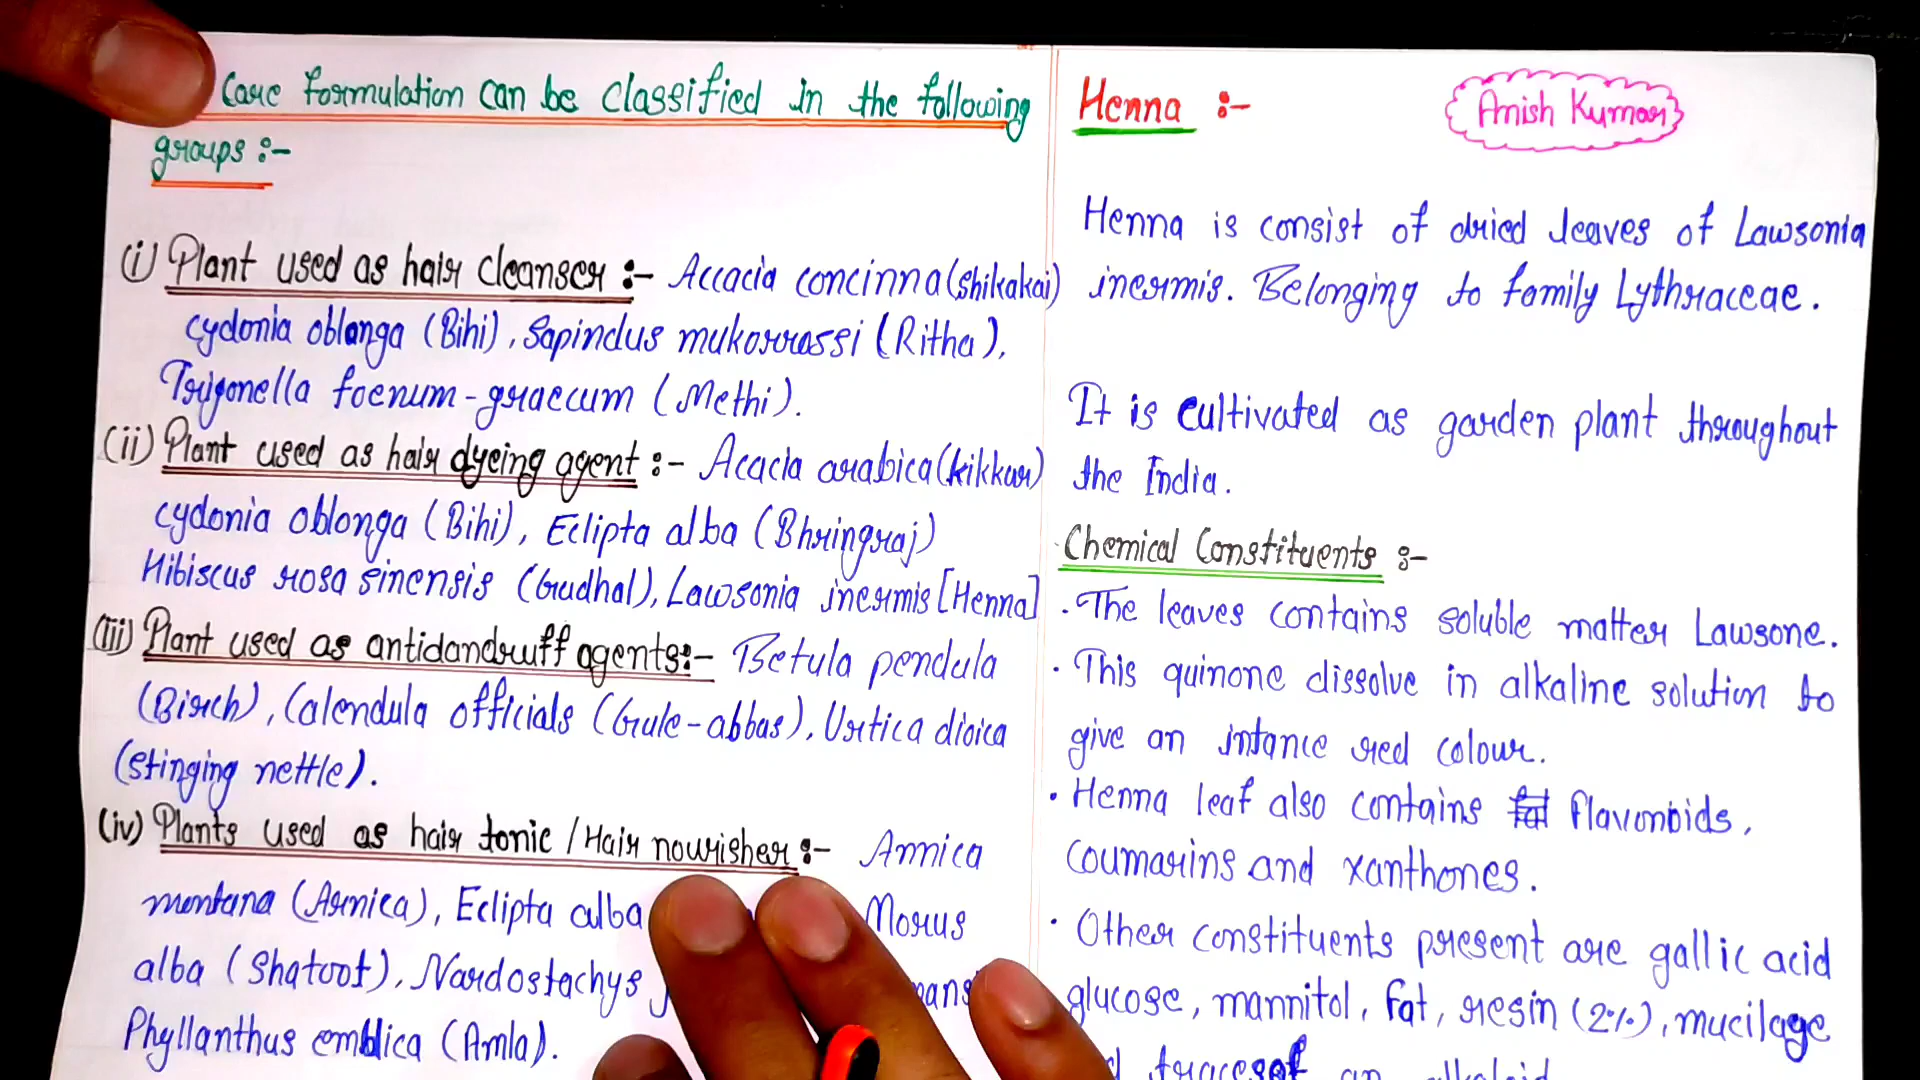 Care formulation can be classified in the following
groups :-
(i) Plant used as hair cleanser :- Accacia concinna (shikakai)
cydonia oblonga (Bihi), Sapindus mukorrossi (Ritha),
Trigonella foenum-graecum (Methi).
(ii) Plant used as hair dyeing agent :- Acacia arabica (kikkar)
cydonia oblonga (Bihi), Eclipta alba (Bhringraj)
Hibiscus rosa sinensis (Gudhal), Lawsonia inermis [Henna]
(iii) Plant used as antidandruff agents:- Betula pendula
(Birch), Calendula officials (Gule-abbas), Urtica dioica
(stinging nettle).
(iv) Plants used as hair tonic / Hair nourisher :- Arnica
montana (Arnica), Eclipta alba Morus
alba (Shatoot), Nardostachys
Phyllanthus emblica (Amla).
Henna :-
Amish Kumar
Henna is consist of dried leaves of Lawsonia
inermis. Belonging to family Lythraceae.
It is cultivated as garden plant throughout
the India.
Chemical Constituents :-
• The leaves contains soluble matter Lawsone.
• This quinone dissolve in alkaline solution to
give an intance red colour.
• Henna leaf also contains flavonoids,
coumarins and xanthones.
• Other constituents present are gallic acid
glucose, mannitol, fat, resin (2%), mucilage
traces of an alkaloid